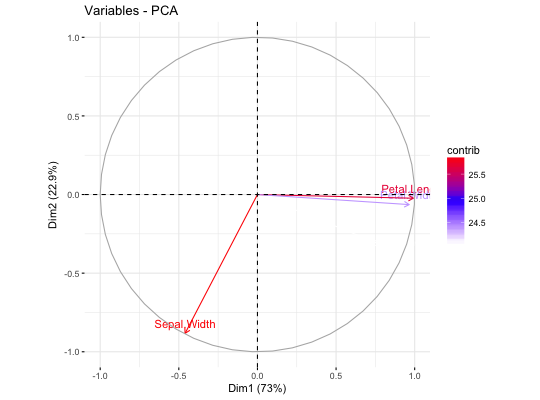 Variables - PCA
1.0
0.5
0.0
-0.5
-1.0
-1.0
-0.5
0.0
0.5
1.0
Dim1 (73%)
Dim2 (22.9%)
Petal.Len
Sepal.Width
contrib
25.5
25.0
24.5